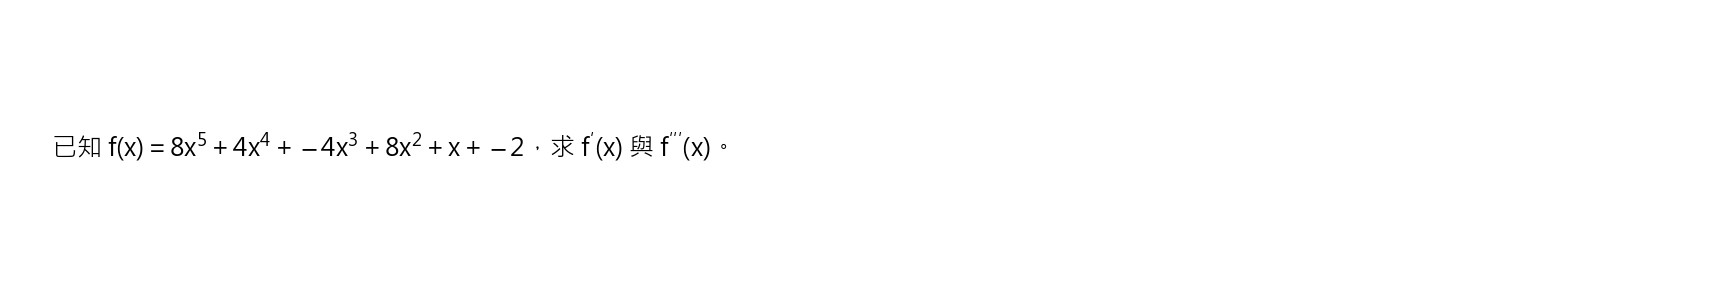 已知 f(x) = 8x⁵ + 4x⁴ + −4x³ + 8x² + x + −2，求 f′(x) 與 f′′′(x)。